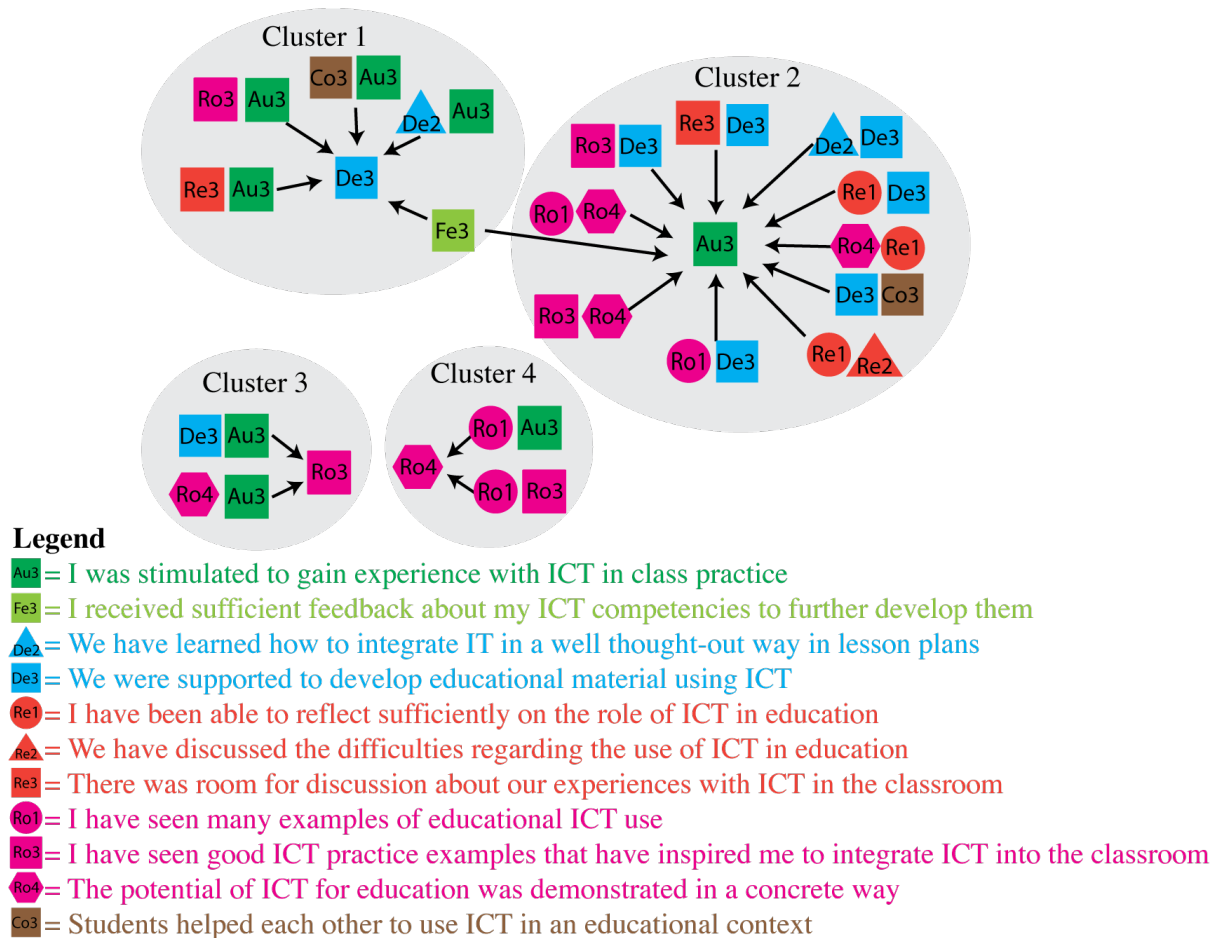 Cluster 1
Cluster 2
Co3 Au3
Ro3 Au3
De2 Au3
Re3 Au3
De3
Fe3
Re3 De3
Ro3 De3
De2 De3
Ro1 Ro4
Re1 De3
Au3
Ro4 Re1
De3 Co3
Ro3 Ro4
Ro1 De3
Re1 Re2
Cluster 3
De3 Au3
Ro3
Ro4 Au3
Cluster 4
Ro1 Au3
Ro4
Ro1 Ro3
Legend
Au3 = I was stimulated to gain experience with ICT in class practice
Fe3 = I received sufficient feedback about my ICT competencies to further develop them
De2 = We have learned how to integrate IT in a well thought-out way in lesson plans
De3 = We were supported to develop educational material using ICT
Re1 = I have been able to reflect sufficiently on the role of ICT in education
Re2 = We have discussed the difficulties regarding the use of ICT in education
Re3 = There was room for discussion about our experiences with ICT in the classroom
Ro1 = I have seen many examples of educational ICT use
Ro3 = I have seen good ICT practice examples that have inspired me to integrate ICT into the classroom
Ro4 = The potential of ICT for education was demonstrated in a concrete way
Co3 = Students helped each other to use ICT in an educational context